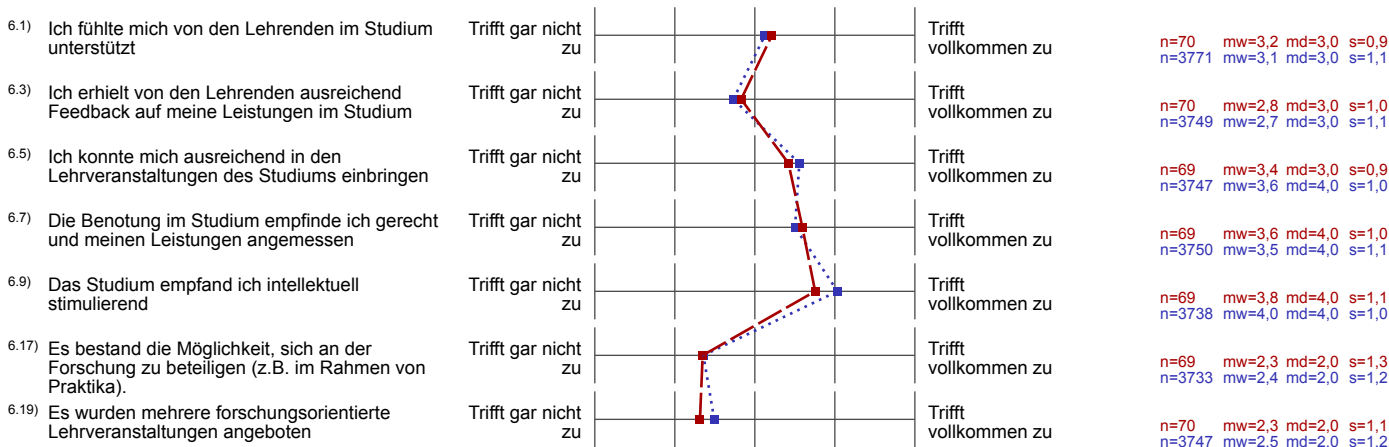 6.1) Ich fühlte mich von den Lehrenden im Studium unterstützt
Trifft gar nicht zu
Trifft vollkommen zu
n=70 mw=3,2 md=3,0 s=0,9
n=3771 mw=3,1 md=3,0 s=1,1
6.3) Ich erhielt von den Lehrenden ausreichend Feedback auf meine Leistungen im Studium
Trifft gar nicht zu
Trifft vollkommen zu
n=70 mw=2,8 md=3,0 s=1,0
n=3749 mw=2,7 md=3,0 s=1,1
6.5) Ich konnte mich ausreichend in den Lehrveranstaltungen des Studiums einbringen
Trifft gar nicht zu
Trifft vollkommen zu
n=69 mw=3,4 md=3,0 s=0,9
n=3747 mw=3,6 md=4,0 s=1,0
6.7) Die Benotung im Studium empfinde ich gerecht und meinen Leistungen angemessen
Trifft gar nicht zu
Trifft vollkommen zu
n=69 mw=3,6 md=4,0 s=1,0
n=3750 mw=3,5 md=4,0 s=1,1
6.9) Das Studium empfand ich intellektuell stimulierend
Trifft gar nicht zu
Trifft vollkommen zu
n=69 mw=3,8 md=4,0 s=1,1
n=3738 mw=4,0 md=4,0 s=1,0
6.17) Es bestand die Möglichkeit, sich an der Forschung zu beteiligen (z.B. im Rahmen von Praktika).
Trifft gar nicht zu
Trifft vollkommen zu
n=69 mw=2,3 md=2,0 s=1,3
n=3733 mw=2,4 md=2,0 s=1,2
6.19) Es wurden mehrere forschungsorientierte Lehrveranstaltungen angeboten
Trifft gar nicht zu
Trifft vollkommen zu
n=70 mw=2,3 md=2,0 s=1,1
n=3747 mw=2,5 md=2,0 s=1,2